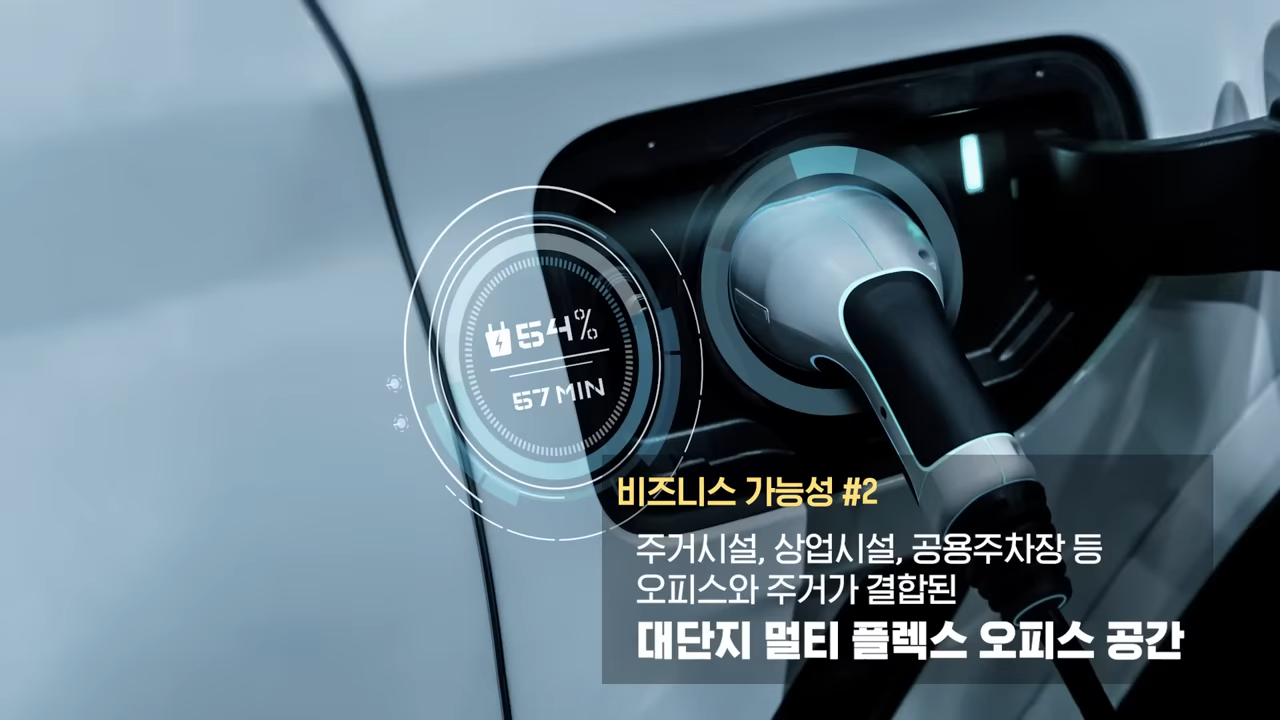 54%
57 MIN
비즈니스 가능성 #2
주거시설, 상업시설, 공용주차장 등
오피스와 주거가 결합된
대단지 멀티 플렉스 오피스 공간